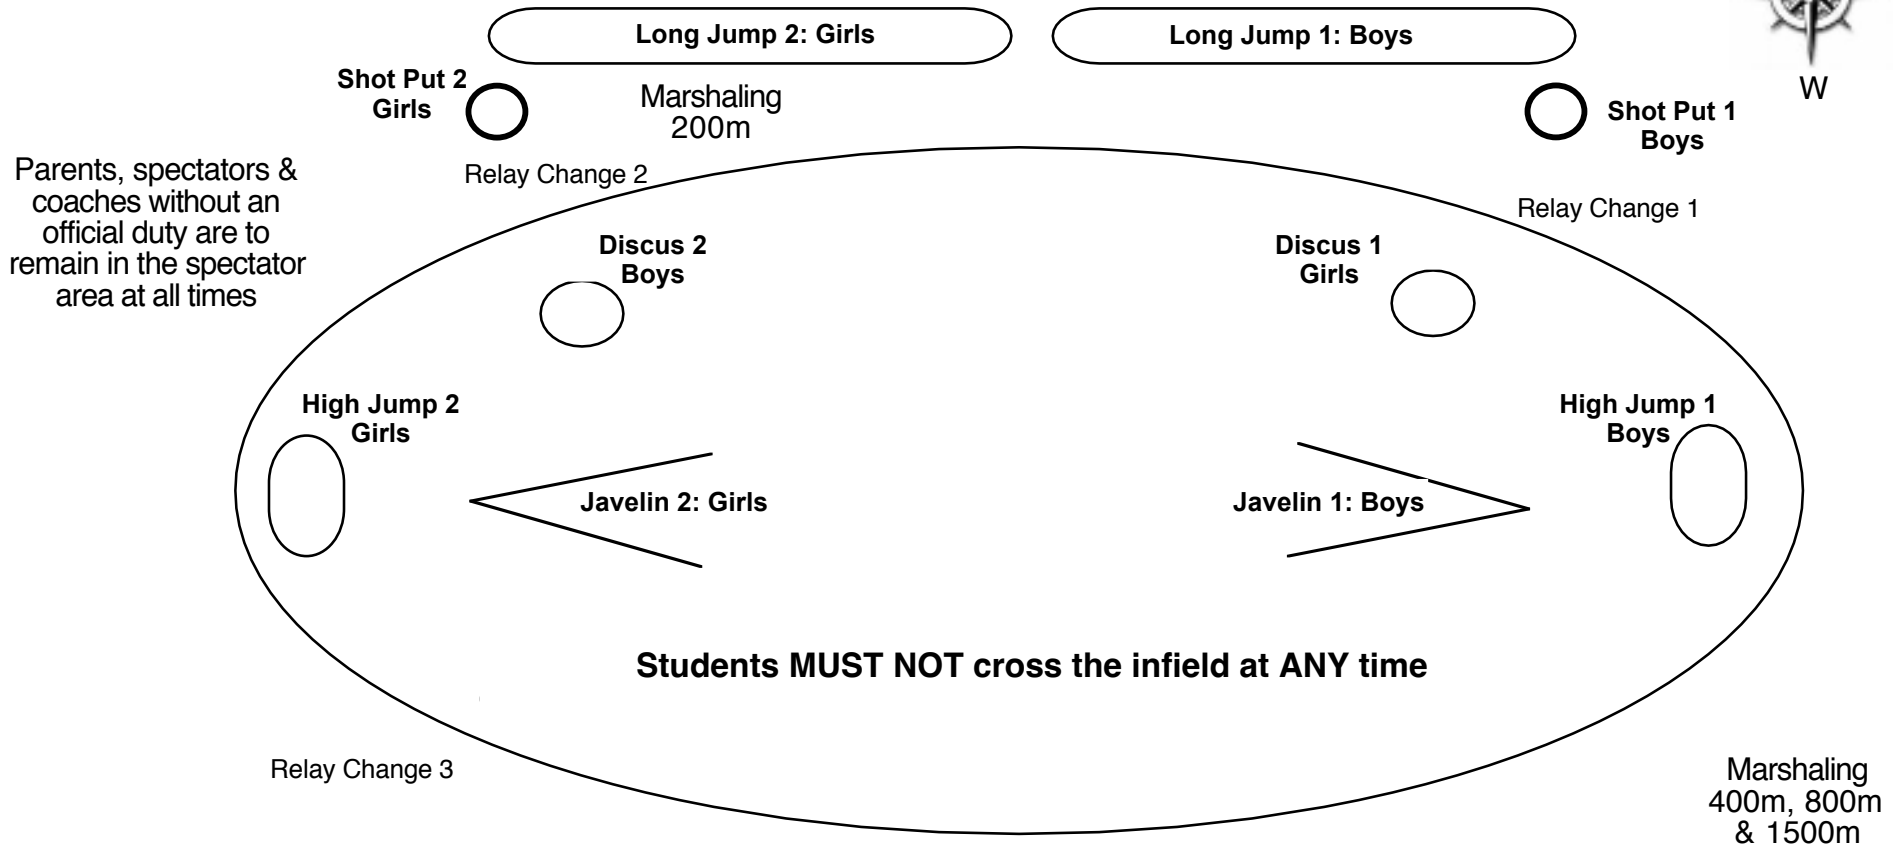 Long Jump 2: Girls
Long Jump 1: Boys
W
Shot Put 2
Girls
Marshaling
200m
Shot Put 1
Boys
Relay Change 2
Relay Change 1
Parents, spectators &
coaches without an
official duty are to
remain in the spectator
area at all times
Discus 2
Boys
Discus 1
Girls
High Jump 2
Girls
High Jump 1
Boys
Javelin 2: Girls
Javelin 1: Boys
Students MUST NOT cross the infield at ANY time
Relay Change 3
Marshaling
400m, 800m
& 1500m